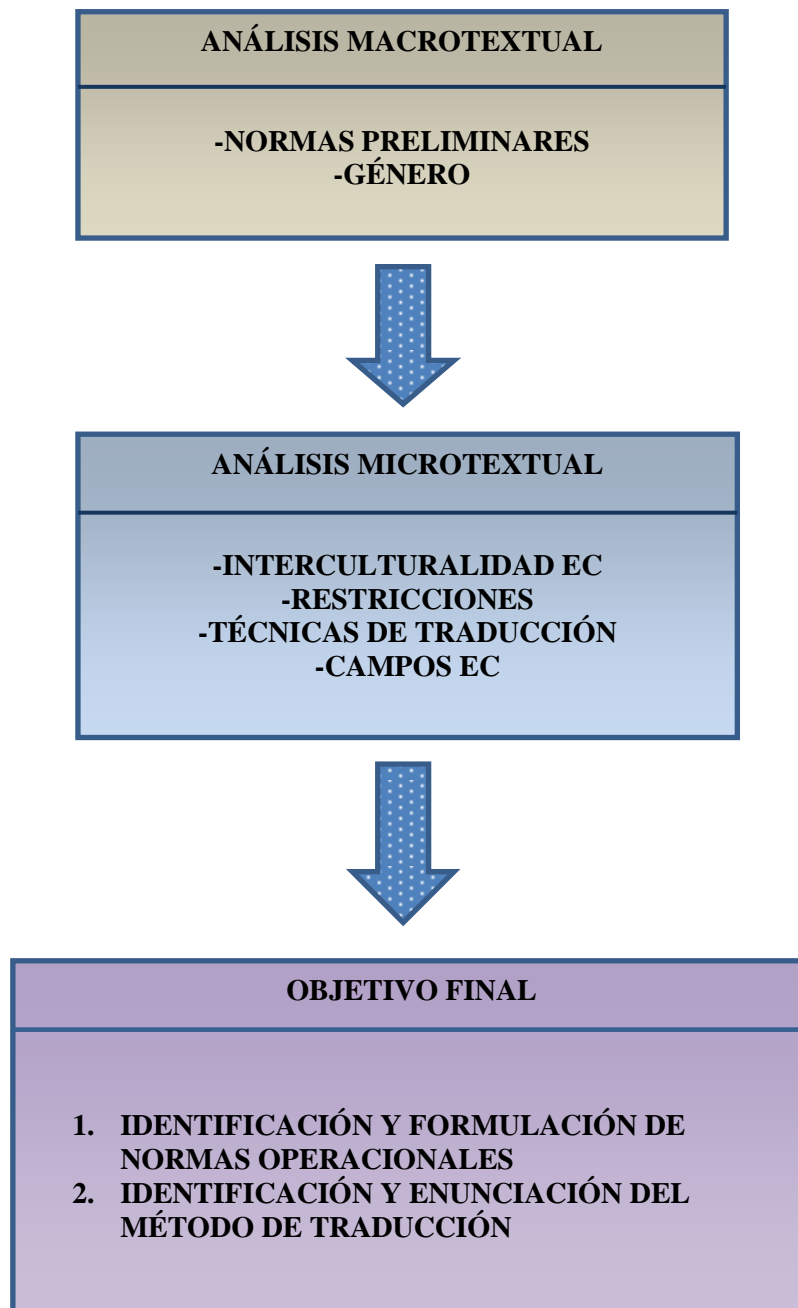 ANÁLISIS MACROTEXTUAL
-NORMAS PRELIMINARES
-GÉNERO
ANÁLISIS MICROTEXTUAL
-INTERCULTURALIDAD EC
-RESTRICCIONES
-TÉCNICAS DE TRADUCCIÓN
-CAMPOS EC
OBJETIVO FINAL
1. IDENTIFICACIÓN Y FORMULACIÓN DE
NORMAS OPERACIONALES
2. IDENTIFICACIÓN Y ENUNCIACIÓN DEL
MÉTODO DE TRADUCCIÓN